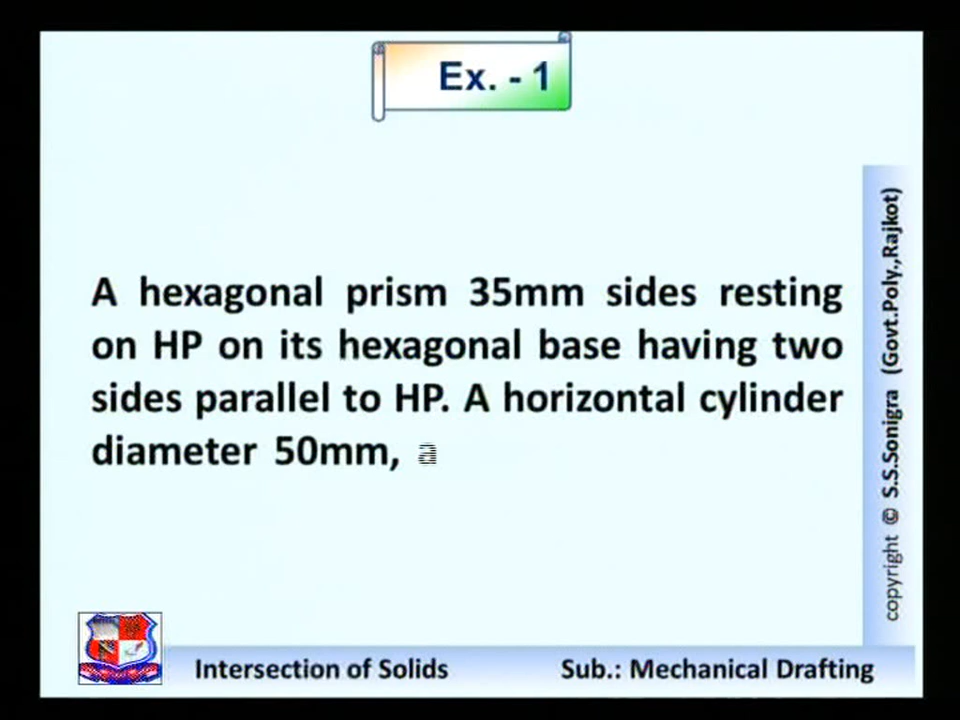 Ex. - 1
A hexagonal prism 35mm sides resting
on HP on its hexagonal base having two
sides parallel to HP. A horizontal cylinder
diameter 50mm, a
copyright © S.S.Sonigra (Govt.Poly.,Rajkot)
Intersection of Solids
Sub.: Mechanical Drafting